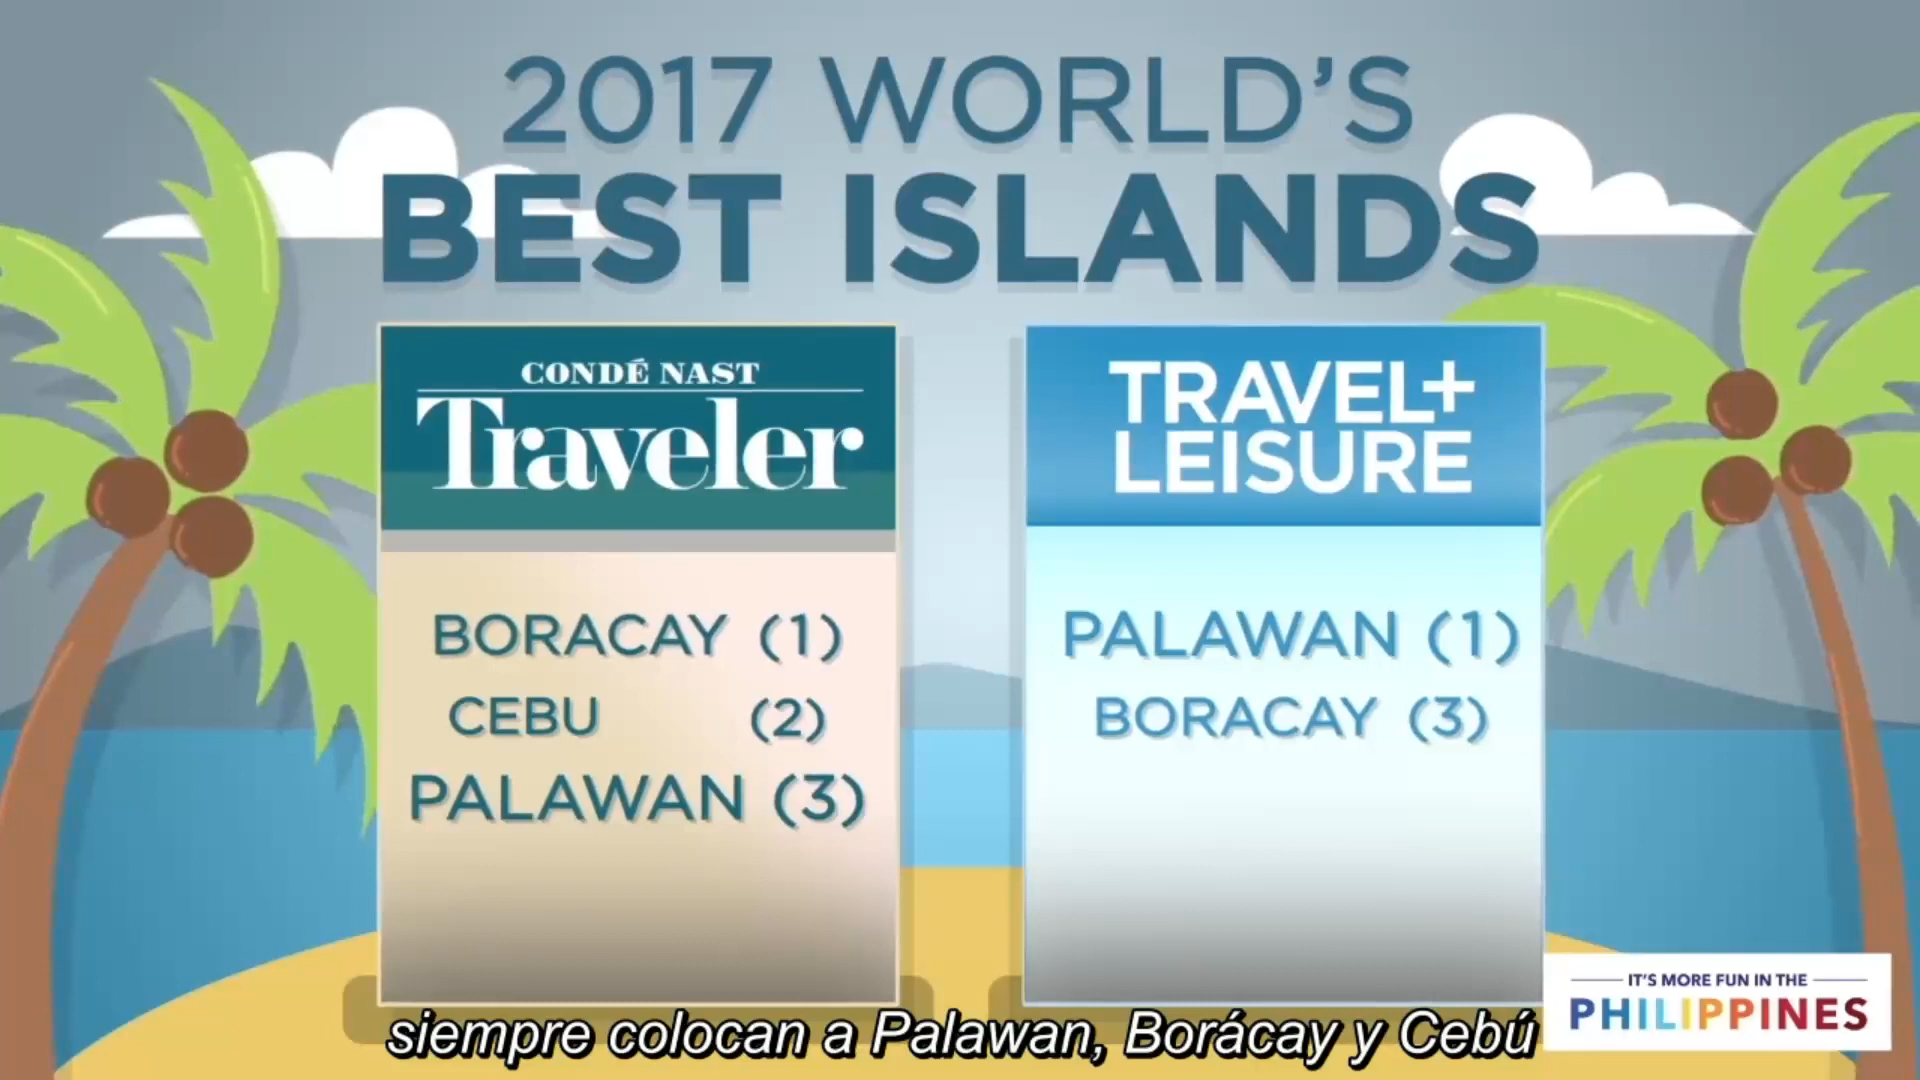 2017 WORLD'S
BEST ISLANDS
CONDÉ NAST
Traveler
BORACAY (1)
CEBU (2)
PALAWAN (3)
TRAVEL+
LEISURE
PALAWAN (1)
BORACAY (3)
IT'S MORE FUN IN THE
PHILIPPINES
siempre colocan a Palawan, Borácay y Cebú